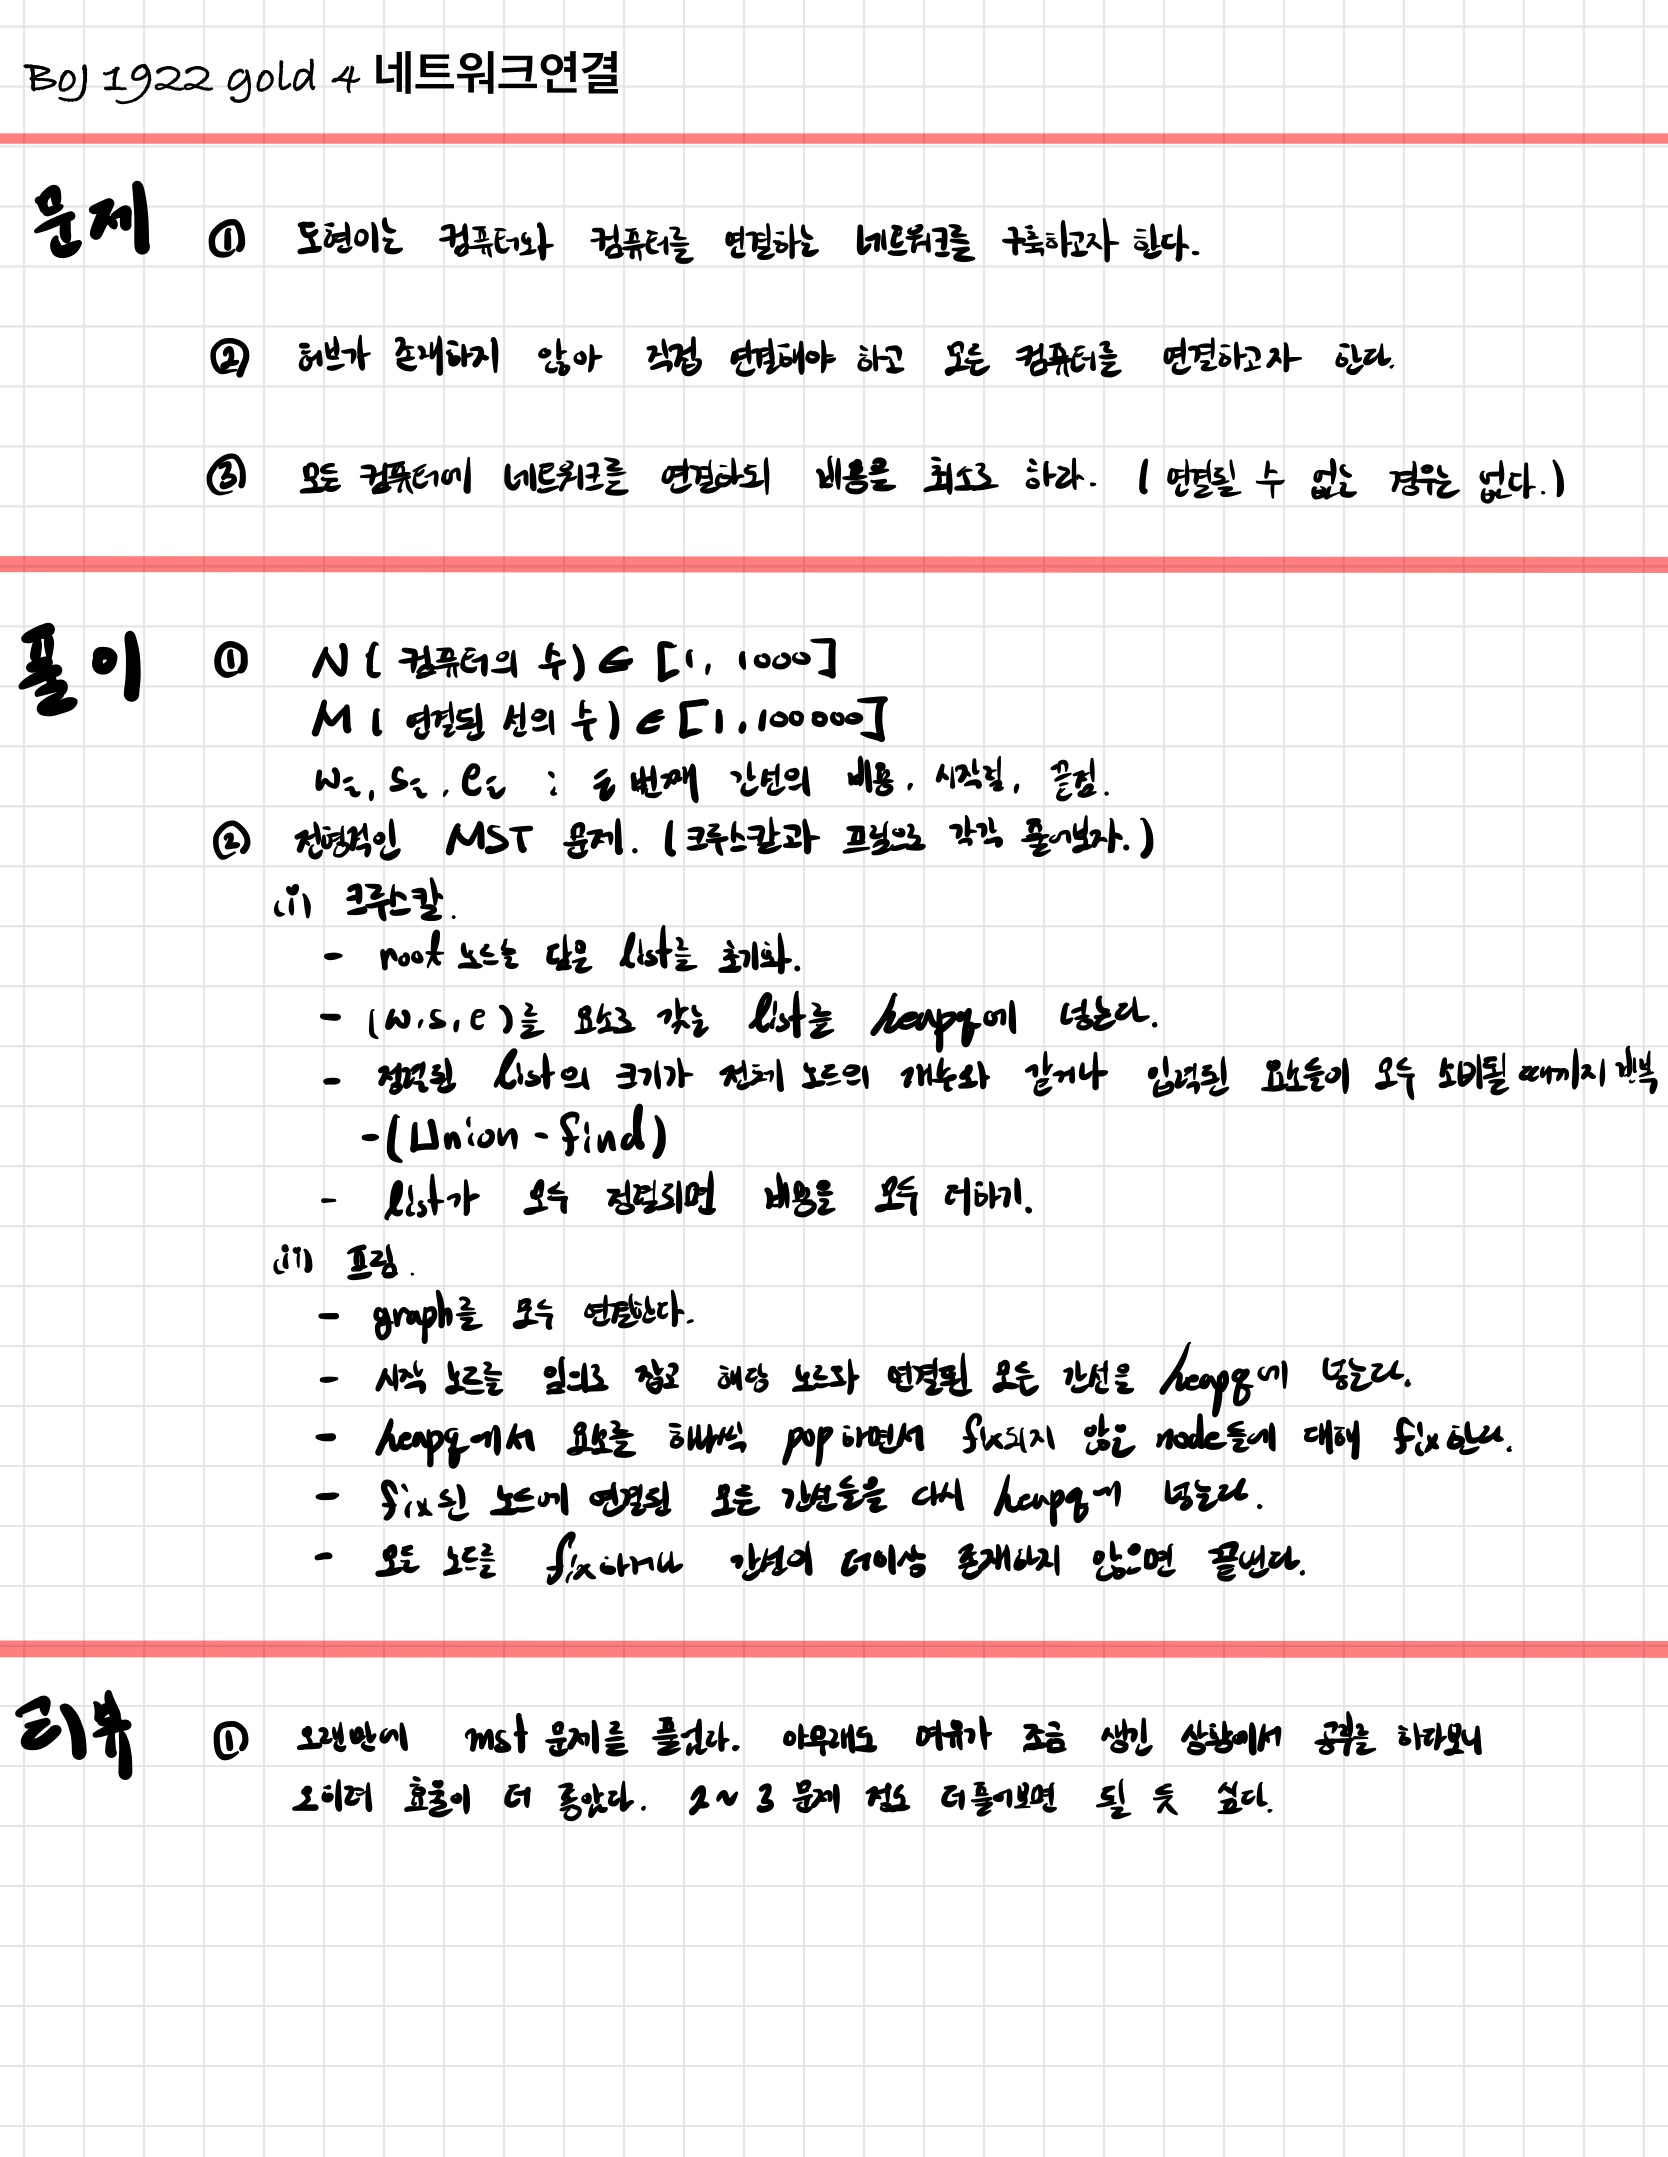 BOJ 1922 gold 4 네트워크연결
문제
① 도현이는 컴퓨터와 컴퓨터를 연결하는 네트워크를 구축하고자 한다.
② 허브가 존재하지 않아 직접 연결해야 하고 모든 컴퓨터를 연결하고자 한다.
③ 모든 컴퓨터에 네트워크를 연결하되 비용을 최소로 하라. (연결될 수 없는 경우는 없다.)
풀이
① N (컴퓨터의 수) ∈ [1, 1000]
M (연결된 선의 수) ∈ [1, 100000]
wᵢ, sᵢ, eᵢ : i 번째 간선의 비용, 시작점, 끝점.
② 전형적인 MST 문제. (크루스칼과 프림으로 각각 풀어보자.)
(i) 크루스칼.
- root 노드를 담은 list를 초기화.
- (w, s, e)를 요소로 갖는 list를 heapq에 넣는다.
- 정렬된 list의 크기가 전체 노드의 개수와 같거나 입력된 요소들이 모두 소비될 때까지 반복
- (Union-find)
- list가 모두 정렬되면 비용을 모두 더하기.
(ii) 프림.
- graph를 모두 연결한다.
- 시작 노드를 임의로 잡고 해당 노드와 연결된 모든 간선을 heapq에 넣는다.
- heapq에서 요소를 하나씩 pop하면서 fix되지 않은 node들에 대해 fix한다.
- fix된 노드에 연결된 모든 간선들을 다시 heapq에 넣는다.
- 모든 노드를 fix하거나 간선이 더이상 존재하지 않으면 끝낸다.
리뷰
① 오랜만에 mst 문제를 풀었다. 아무래도 여유가 조금 생긴 상황에서 공부를 하다보니
오히려 효율이 더 좋았다. 2~3 문제 정도 더 풀어보면 될 듯 싶다.